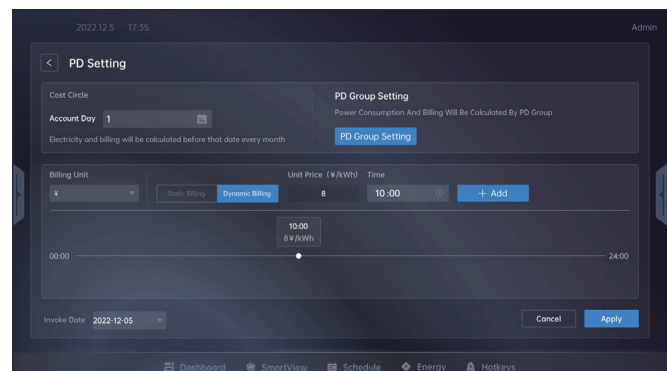 2022.12.5 17:35 Admin
PD Setting
Cost Circle
Account Day 1
Electricity and billing will be calculated before that date every month
PD Group Setting
Power Consumption And Billing Will Be Calculated By PD Group
PD Group Setting
Billing Unit
¥
Static Billing Dynamic Billing
Unit Price (¥/kWh)
8
Time
10 :00
+ Add
10:00
8¥/kWh
00:00 24:00
Invoke Date 2022-12-05
Cancel Apply
Dashboard SmartView Schedule Energy Hotkeys